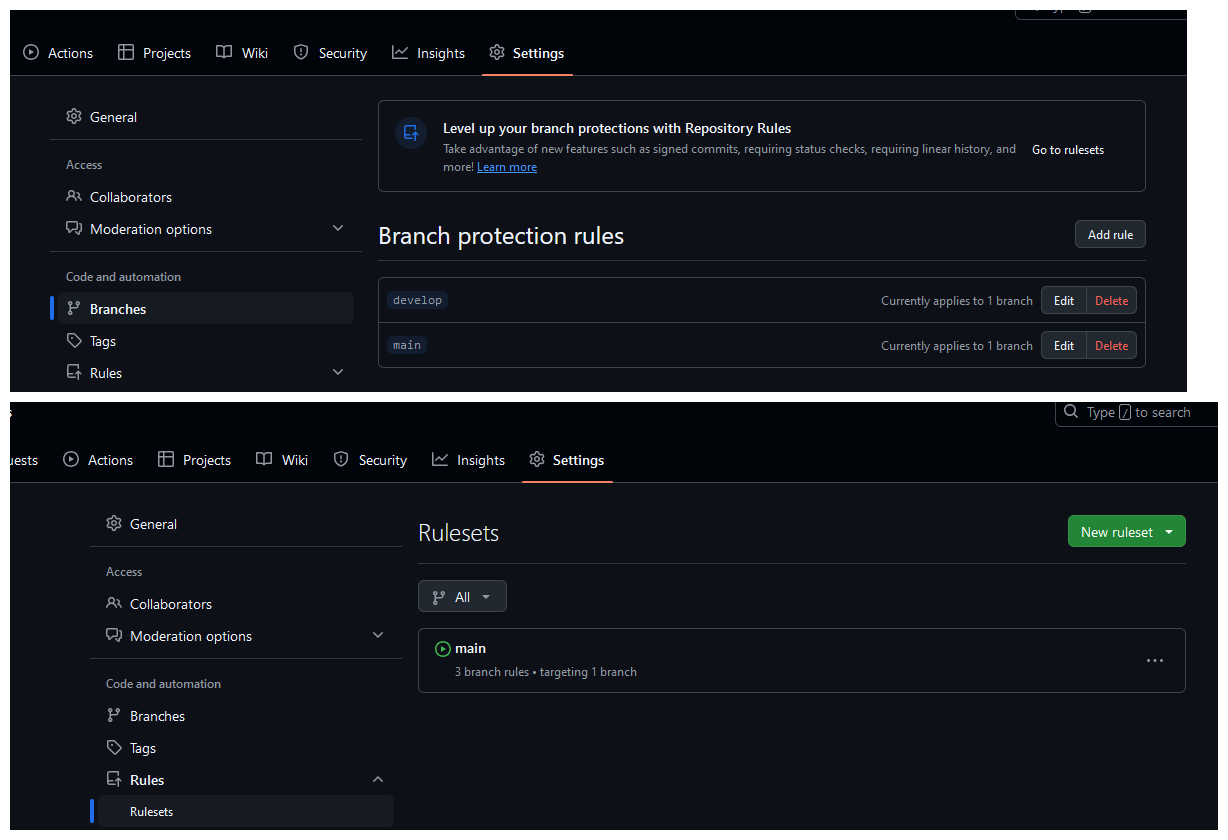 Actions Projects Wiki Security Insights Settings
General
Access
Collaborators
Moderation options
Code and automation
Branches
Tags
Rules
Level up your branch protections with Repository Rules
Take advantage of new features such as signed commits, requiring status checks, requiring linear history, and
more! Learn more
Go to rulesets
Branch protection rules
Add rule
develop Currently applies to 1 branch Edit Delete
main Currently applies to 1 branch Edit Delete
Type / to search
Actions Projects Wiki Security Insights Settings
General
Access
Collaborators
Moderation options
Code and automation
Branches
Tags
Rules
Rulesets
Rulesets
New ruleset
All
main
3 branch rules • targeting 1 branch